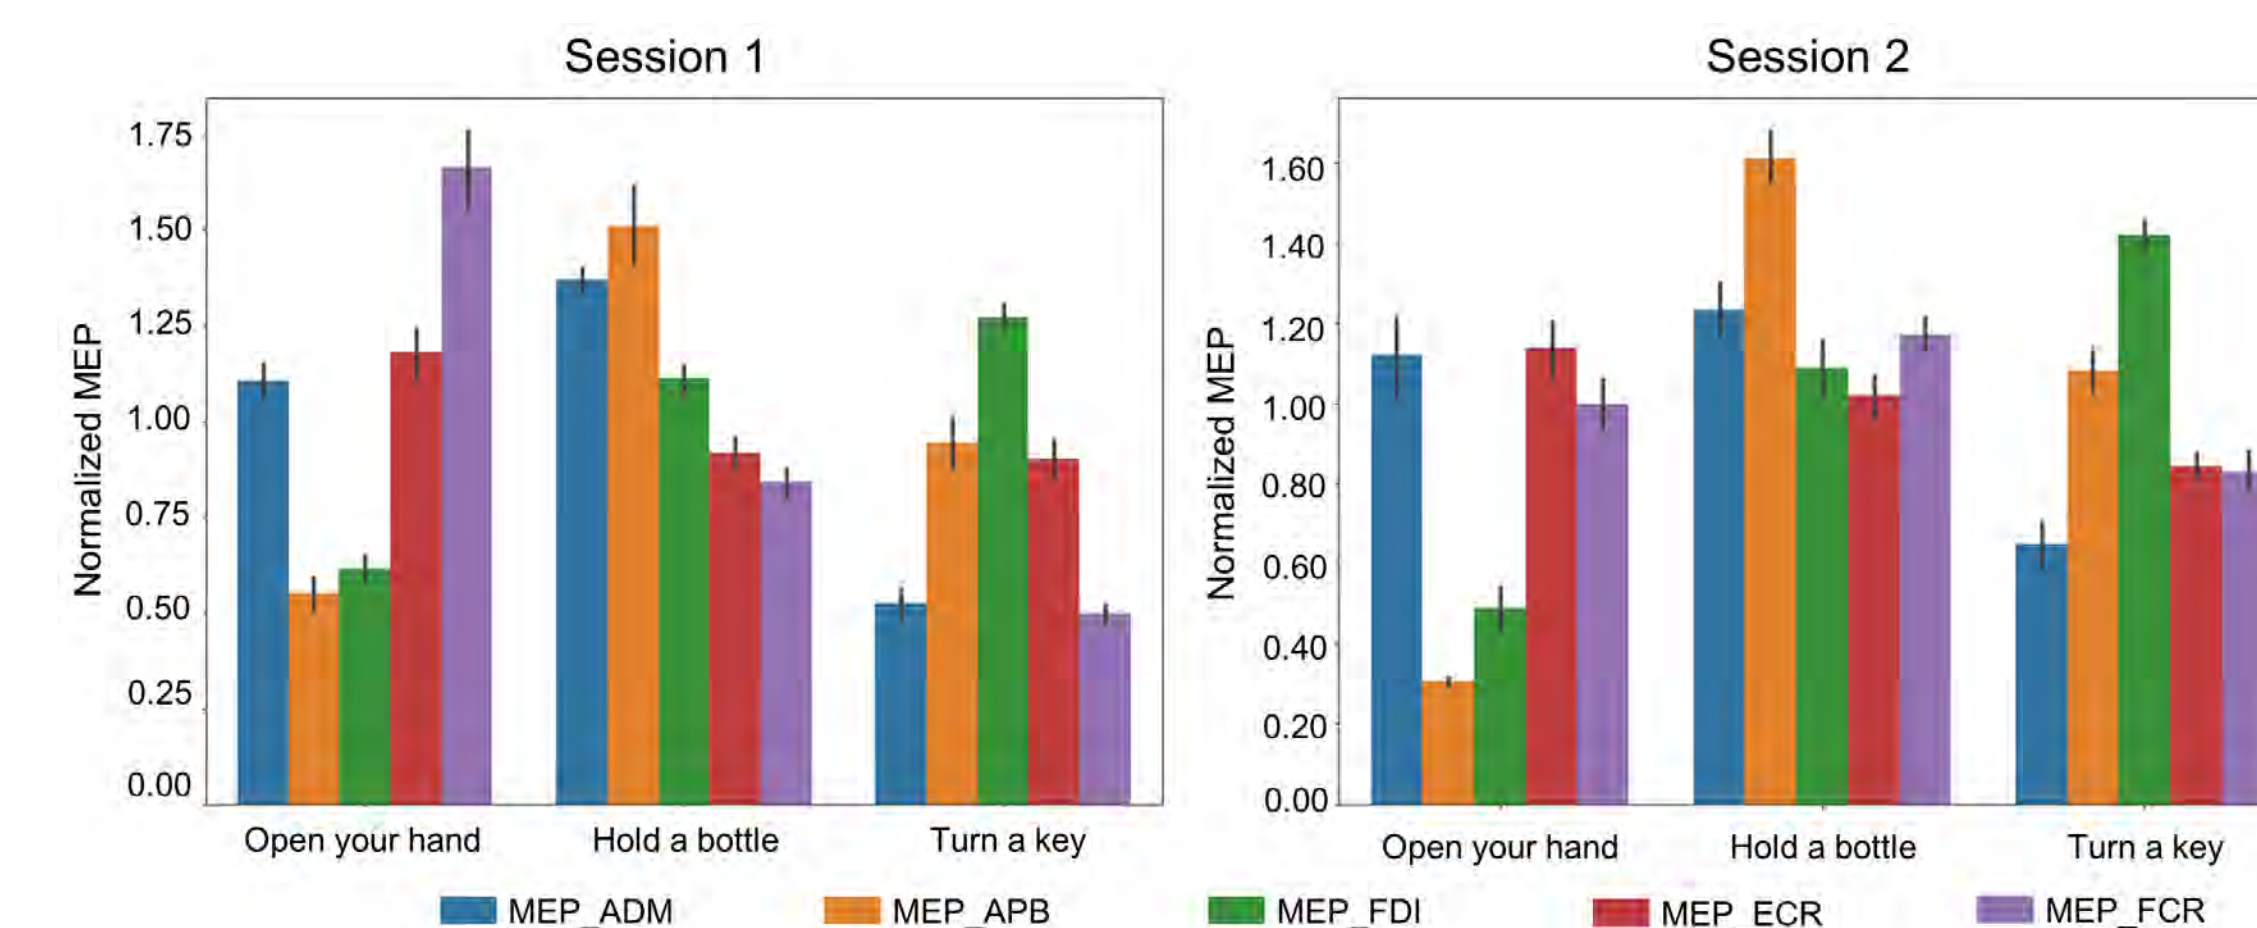 Session 1
Normalized MEP
1.75
1.50
1.25
1.00
0.75
0.50
0.25
0.00
Open your hand Hold a bottle Turn a key
Session 2
Normalized MEP
1.60
1.40
1.20
1.00
0.80
0.60
0.40
0.20
0.00
Open your hand Hold a bottle Turn a key
MEP_ADM MEP_APB MEP_FDI MEP_ECR MEP_FCR